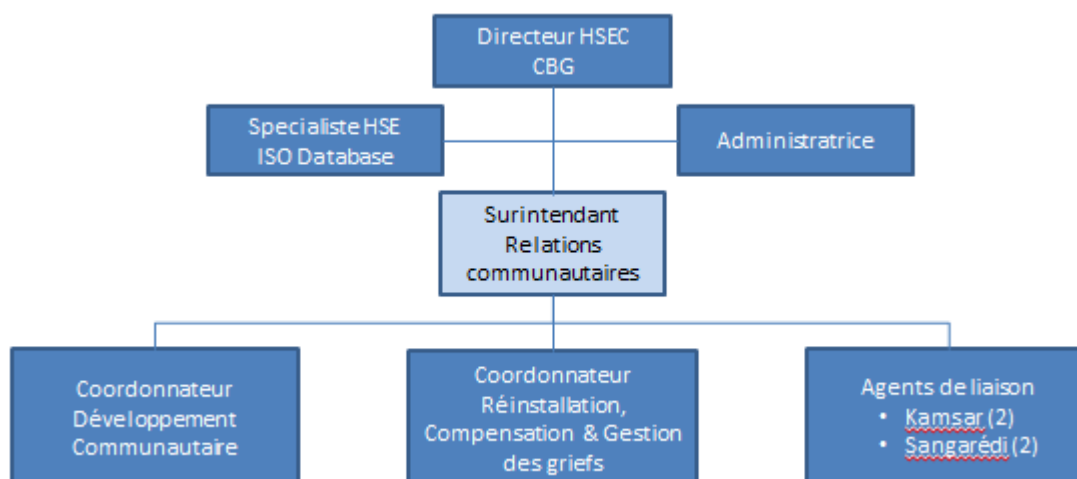 Directeur HSEC
CBG
Specialiste HSE
ISO Database
Administratrice
Surintendant
Relations
communautaires
Coordonnateur
Développement
Communautaire
Coordonnateur
Réinstallation,
Compensation & Gestion
des griefs
Agents de liaison
• Kamsar (2)
• Sangarédi (2)